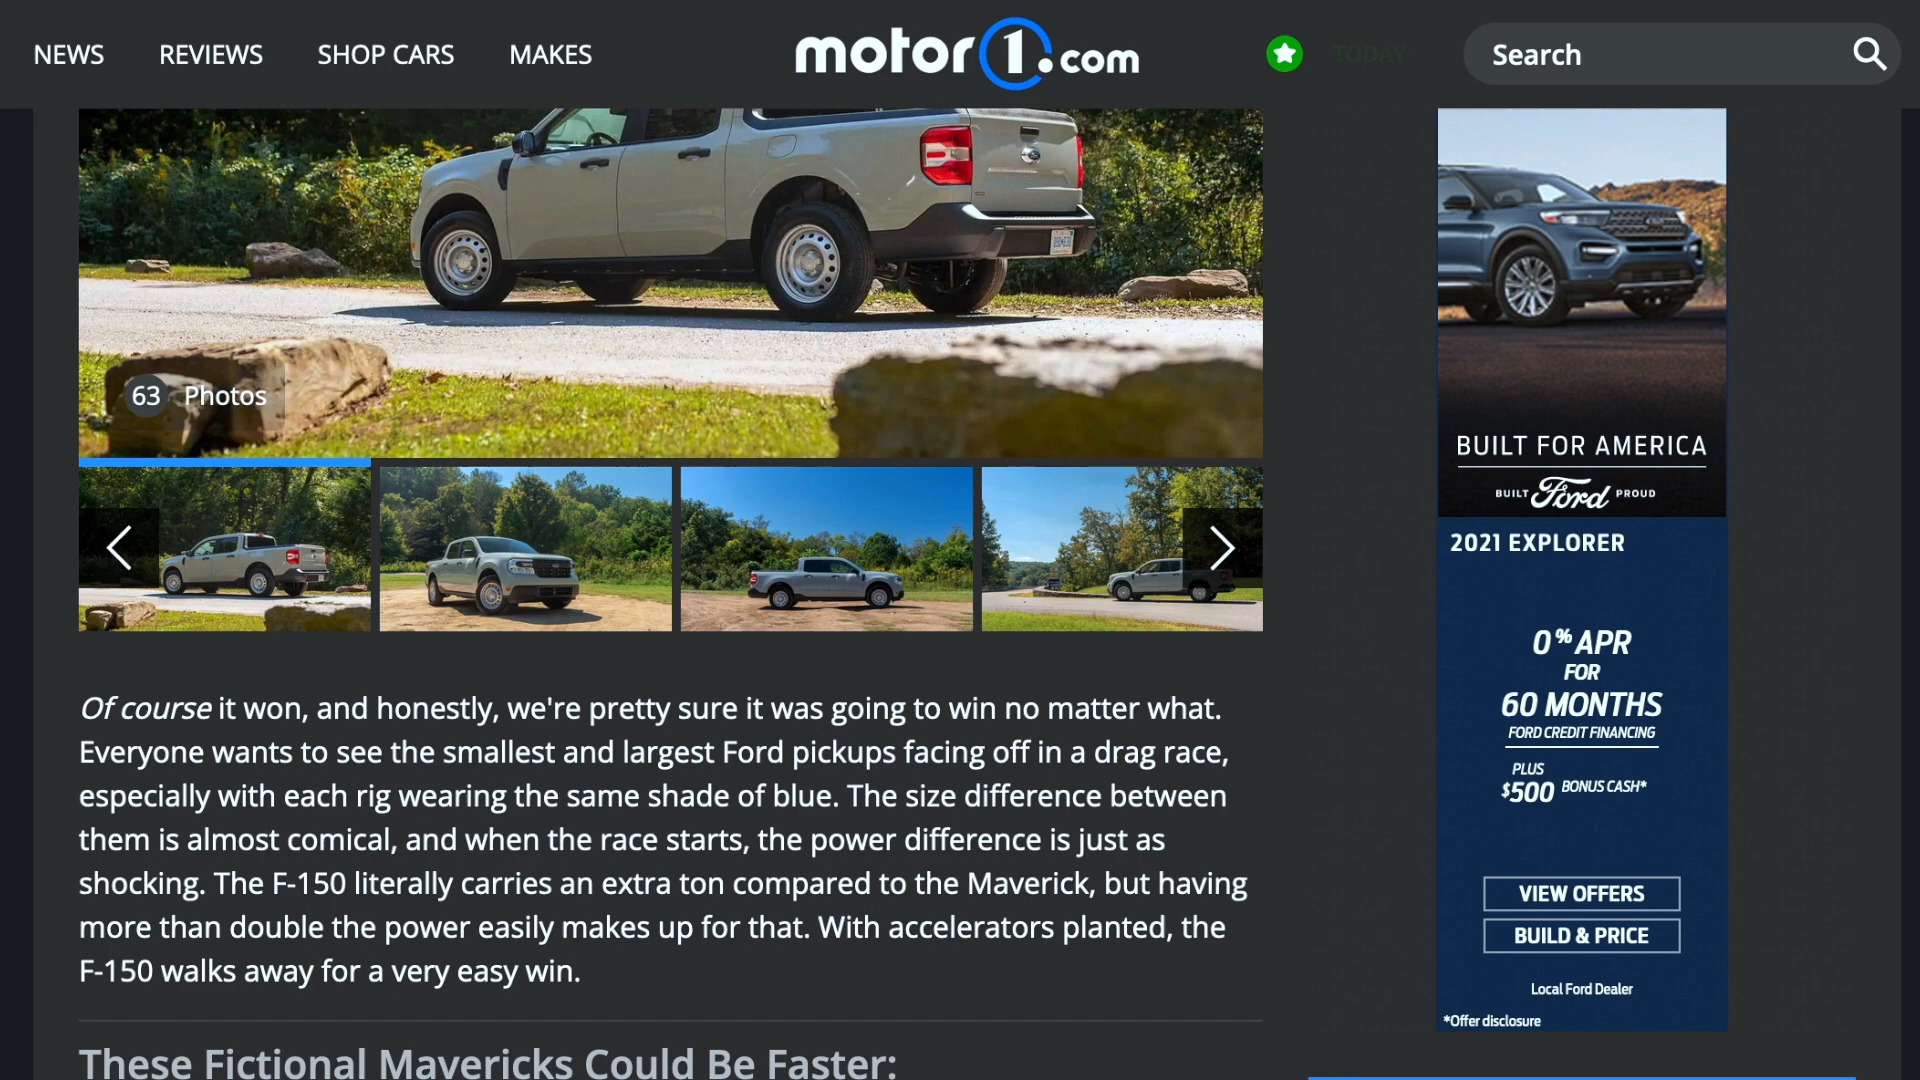 NEWS REVIEWS SHOP CARS MAKES motor1.com TODAY Search
63 Photos
Of course it won, and honestly, we're pretty sure it was going to win no matter what.
Everyone wants to see the smallest and largest Ford pickups facing off in a drag race,
especially with each rig wearing the same shade of blue. The size difference between
them is almost comical, and when the race starts, the power difference is just as
shocking. The F-150 literally carries an extra ton compared to the Maverick, but having
more than double the power easily makes up for that. With accelerators planted, the
F-150 walks away for a very easy win.
These Fictional Mavericks Could Be Faster:
BUILT FOR AMERICA
BUILT Ford PROUD
2021 EXPLORER
0% APR
FOR
60 MONTHS
FORD CREDIT FINANCING
PLUS
$500 BONUS CASH*
VIEW OFFERS
BUILD & PRICE
Local Ford Dealer
*Offer disclosure